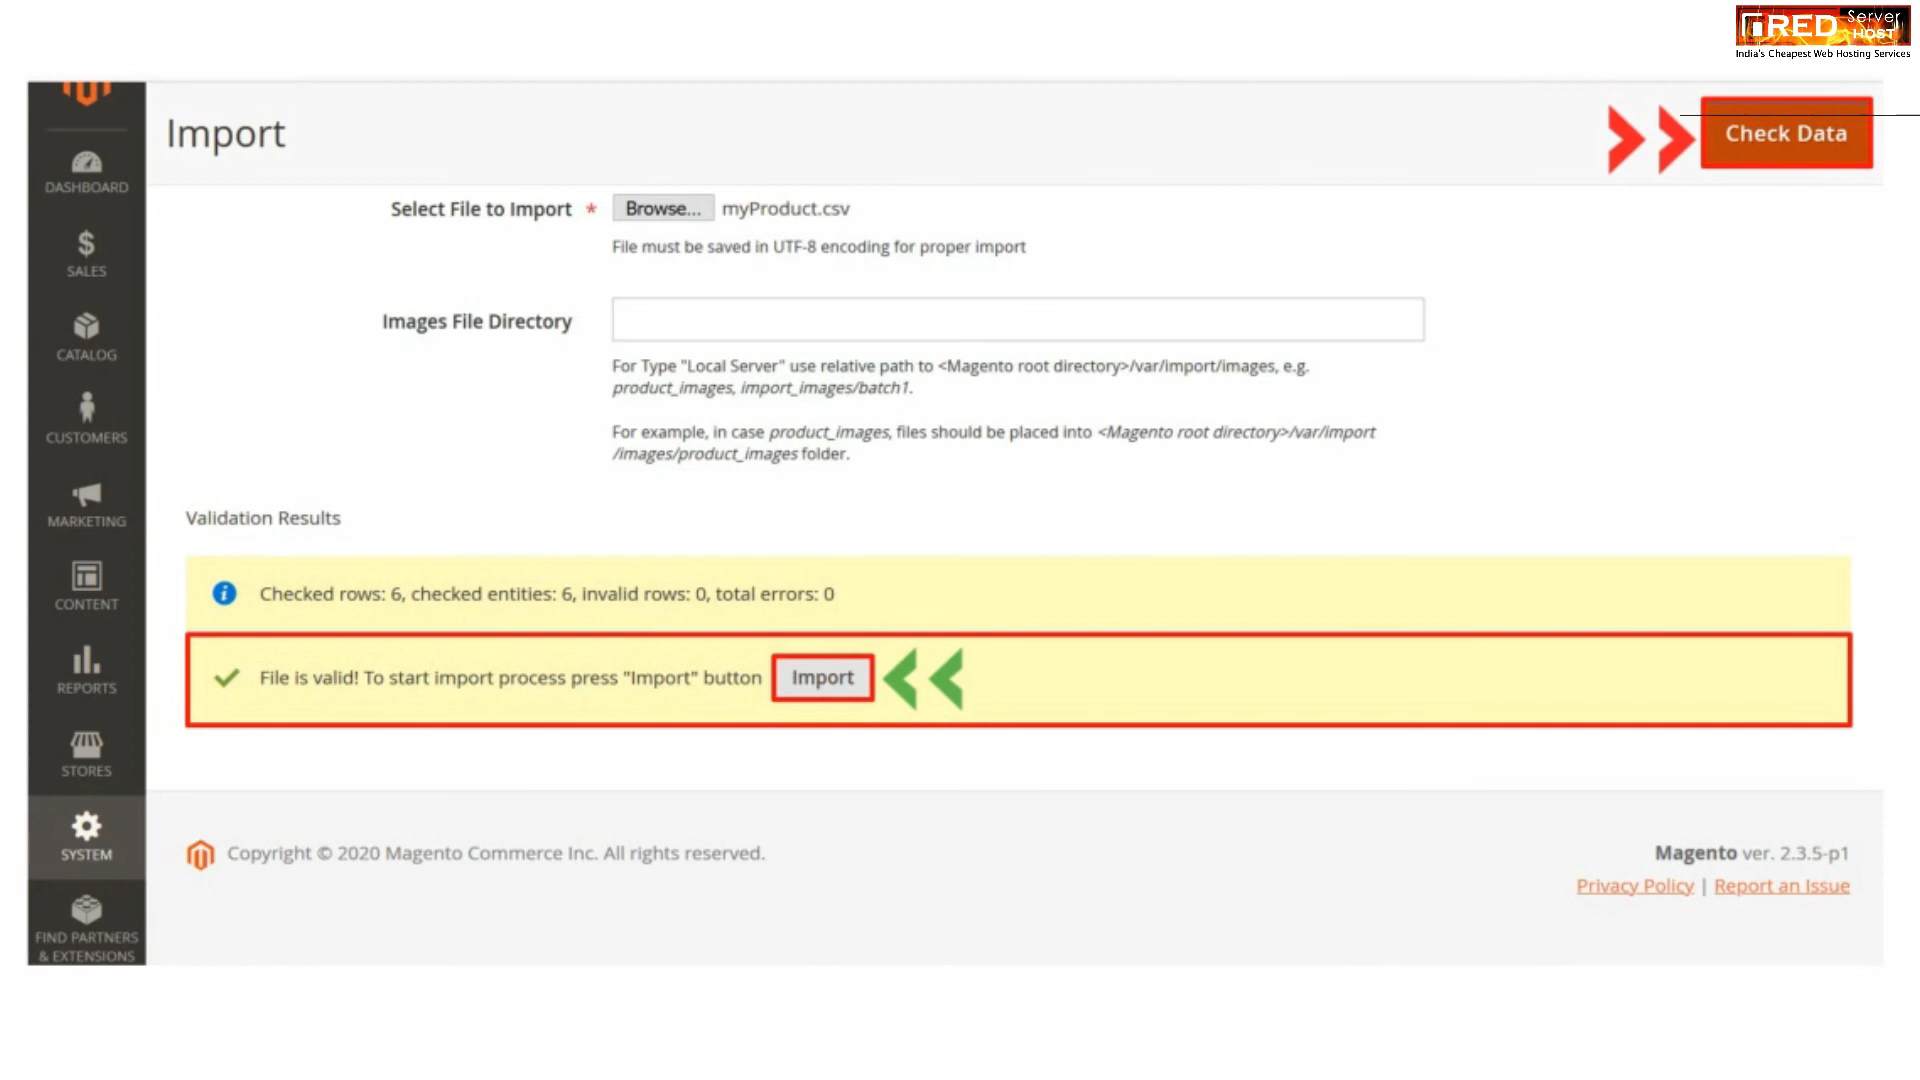 RED Server HOST
India's Cheapest Web Hosting Services
Import
Check Data
DASHBOARD
SALES
CATALOG
CUSTOMERS
MARKETING
CONTENT
REPORTS
STORES
SYSTEM
FIND PARTNERS
& EXTENSIONS
Select File to Import * Browse... myProduct.csv
File must be saved in UTF-8 encoding for proper import
Images File Directory
For Type "Local Server" use relative path to <Magento root directory>/var/import/images, e.g.
product_images, import_images/batch1.
For example, in case product_images, files should be placed into <Magento root directory>/var/import
/images/product_images folder.
Validation Results
Checked rows: 6, checked entities: 6, invalid rows: 0, total errors: 0
File is valid! To start import process press "Import" button Import
Copyright © 2020 Magento Commerce Inc. All rights reserved.
Magento ver. 2.3.5-p1
Privacy Policy | Report an Issue